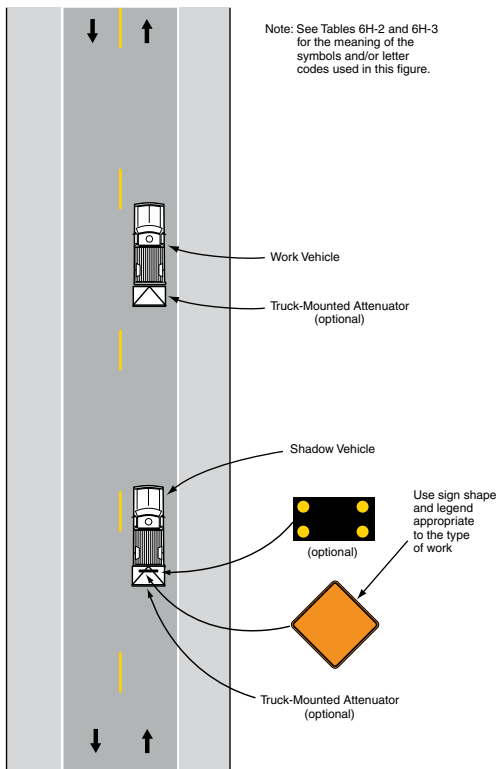 Note: See Tables 6H-2 and 6H-3
for the meaning of the
symbols and/or letter
codes used in this figure.
Work Vehicle
Truck-Mounted Attenuator
(optional)
Shadow Vehicle
Use sign shape
and legend
appropriate
to the type
of work
(optional)
Truck-Mounted Attenuator
(optional)